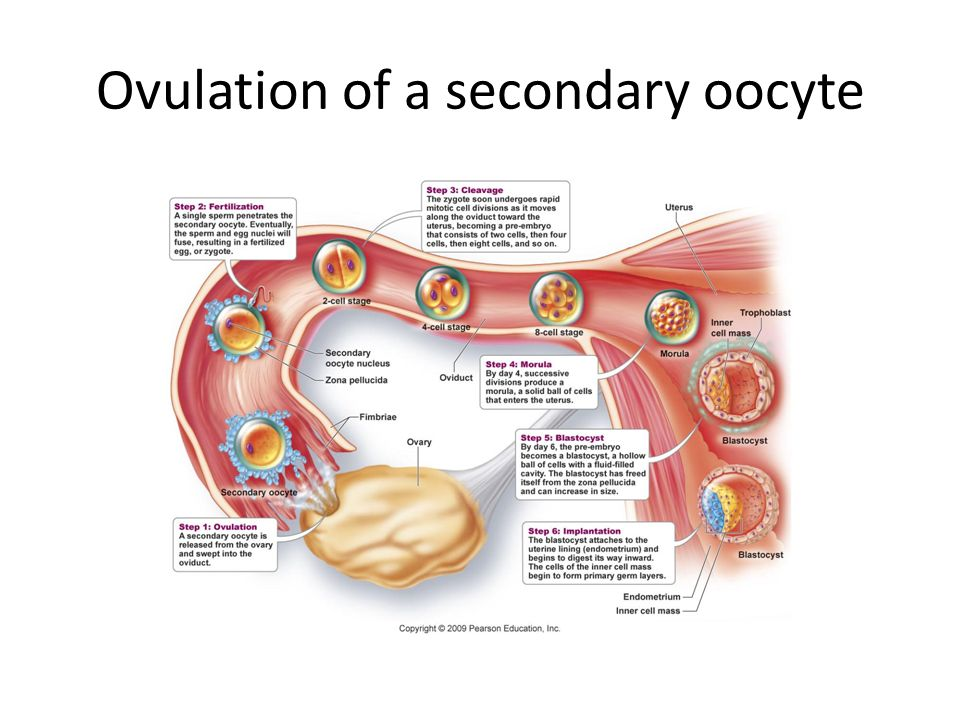 Ovulation of a secondary oocyte
Step 2: Fertilization
A single sperm penetrates the
secondary oocyte. Eventually,
the sperm and egg nuclei will
fuse, resulting in a fertilized
egg, or zygote.
Step 3: Cleavage
The zygote soon undergoes rapid
mitotic cell divisions as it moves
along the oviduct toward the
uterus, becoming a pre-embryo
that consists of two cells, then four
cells, then eight cells, and so on.
Uterus
2-cell stage
4-cell stage
8-cell stage
Morula
Trophoblast
Inner
cell mass
Blastocyst
Secondary
oocyte nucleus
Zona pellucida
Oviduct
Step 4: Morula
By day 4, successive
divisions produce a
morula, a solid ball of cells
that enters the uterus.
Fimbriae
Ovary
Secondary oocyte
Step 5: Blastocyst
By day 6, the pre-embryo
becomes a blastocyst, a hollow
ball of cells with a fluid-filled
cavity. The blastocyst has freed
itself from the zona pellucida
and can increase in size.
Step 1: Ovulation
A secondary oocyte is
released from the ovary
and swept into the
oviduct.
Step 6: Implantation
The blastocyst attaches to the
uterine lining (endometrium) and
begins to digest its way inward.
The cells of the inner cell mass
begin to form primary germ layers.
Blastocyst
Endometrium
Inner cell mass
Copyright © 2009 Pearson Education, Inc.